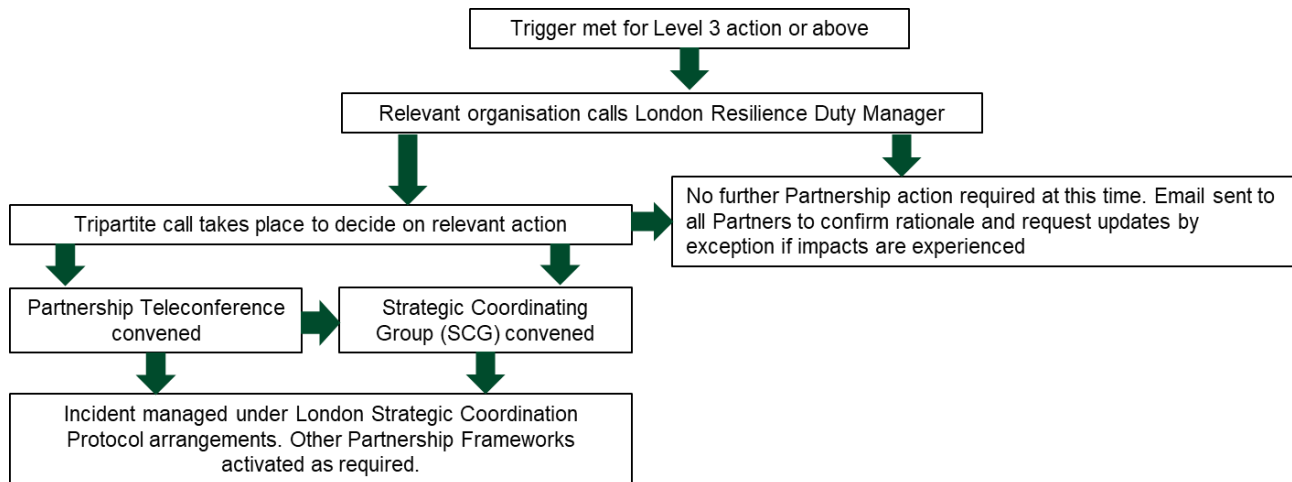 Trigger met for Level 3 action or above
Relevant organisation calls London Resilience Duty Manager
No further Partnership action required at this time. Email sent to
all Partners to confirm rationale and request updates by
exception if impacts are experienced
Tripartite call takes place to decide on relevant action
Partnership Teleconference
convened
Strategic Coordinating
Group (SCG) convened
Incident managed under London Strategic Coordination
Protocol arrangements. Other Partnership Frameworks
activated as required.